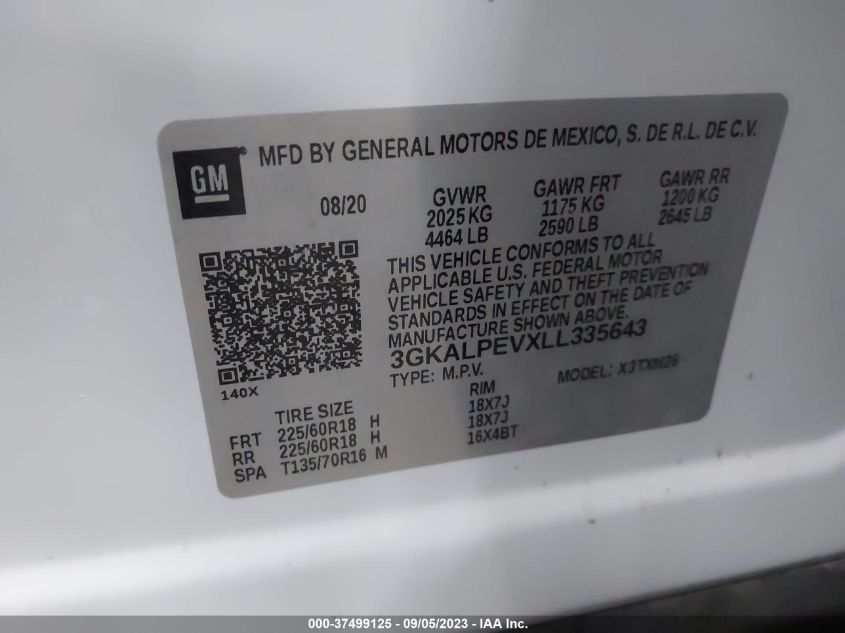 GM
MFD BY GENERAL MOTORS DE MEXICO, S. DE R.L. DE C.V.
08/20
GVWR
2025 KG
4464 LB
GAWR FRT
1175 KG
2590 LB
GAWR RR
1200 KG
2645 LB
THIS VEHICLE CONFORMS TO ALL
APPLICABLE U.S. FEDERAL MOTOR
VEHICLE SAFETY AND THEFT PREVENTION
STANDARDS IN EFFECT ON THE DATE OF
MANUFACTURE SHOWN ABOVE.
3GKALPEVXLL335643
TYPE: M.P.V. MODEL: X3TXM26
140X
TIRE SIZE RIM
FRT 225/60R18 H 18X7J
RR 225/60R18 H 18X7J
SPA T135/70R16 M 16X4BT
000-37499125 - 09/05/2023 - IAA Inc.